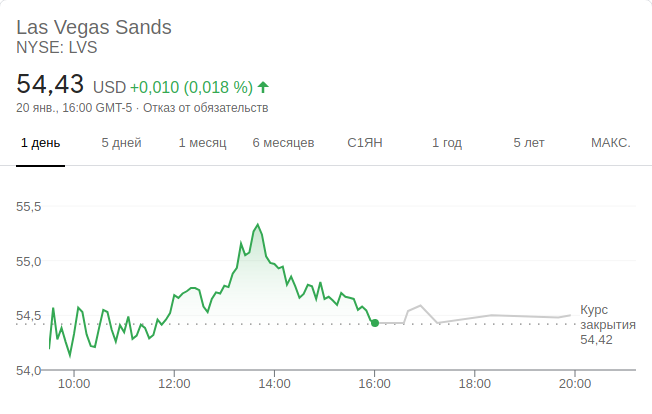 Las Vegas Sands
NYSE: LVS
54,43 USD +0,010 (0,018 %)
20 янв., 16:00 GMT-5 · Отказ от обязательств
1 день 5 дней 1 месяц 6 месяцев С1ЯН 1 год 5 лет МАКС.
55,5
55,0
54,5
Курс
закрытия
54,42
54,0
10:00 12:00 14:00 16:00 18:00 20:00